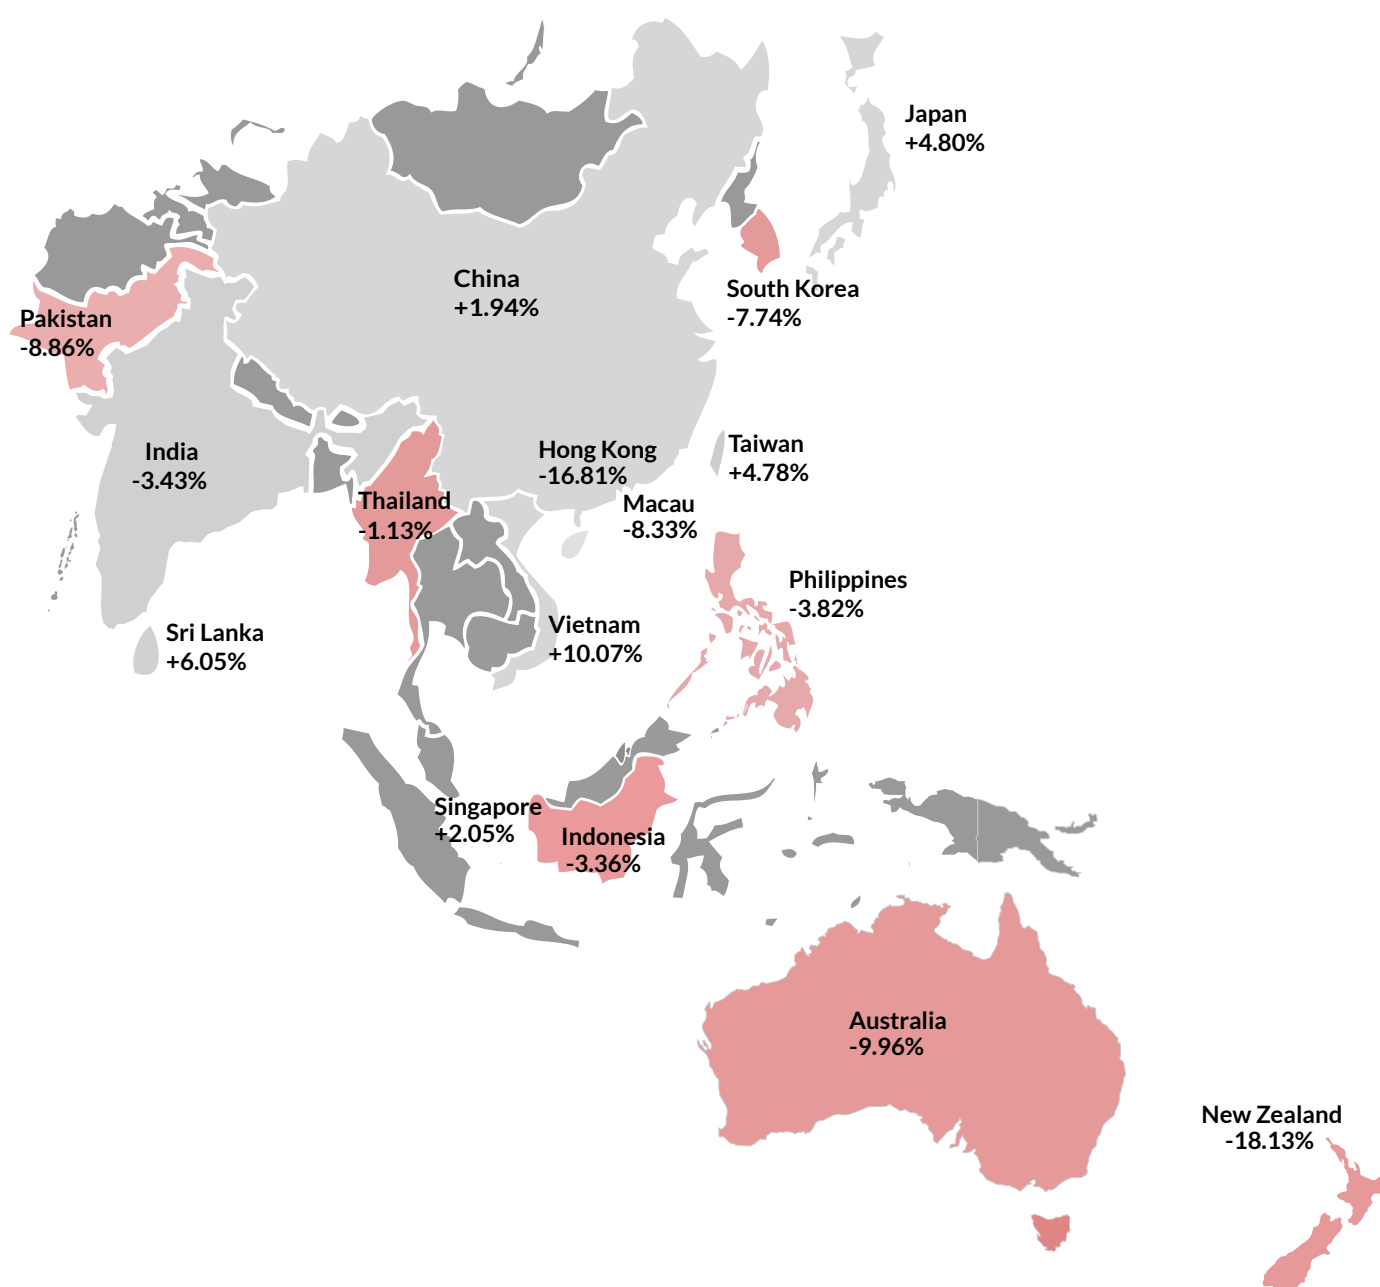 Japan
+4.80%
China
+1.94%
South Korea
-7.74%
Pakistan
-8.86%
India
-3.43%
Hong Kong
-16.81%
Taiwan
+4.78%
Thailand
-1.13%
Macau
-8.33%
Philippines
-3.82%
Sri Lanka
+6.05%
Vietnam
+10.07%
Singapore
+2.05%
Indonesia
-3.36%
Australia
-9.96%
New Zealand
-18.13%